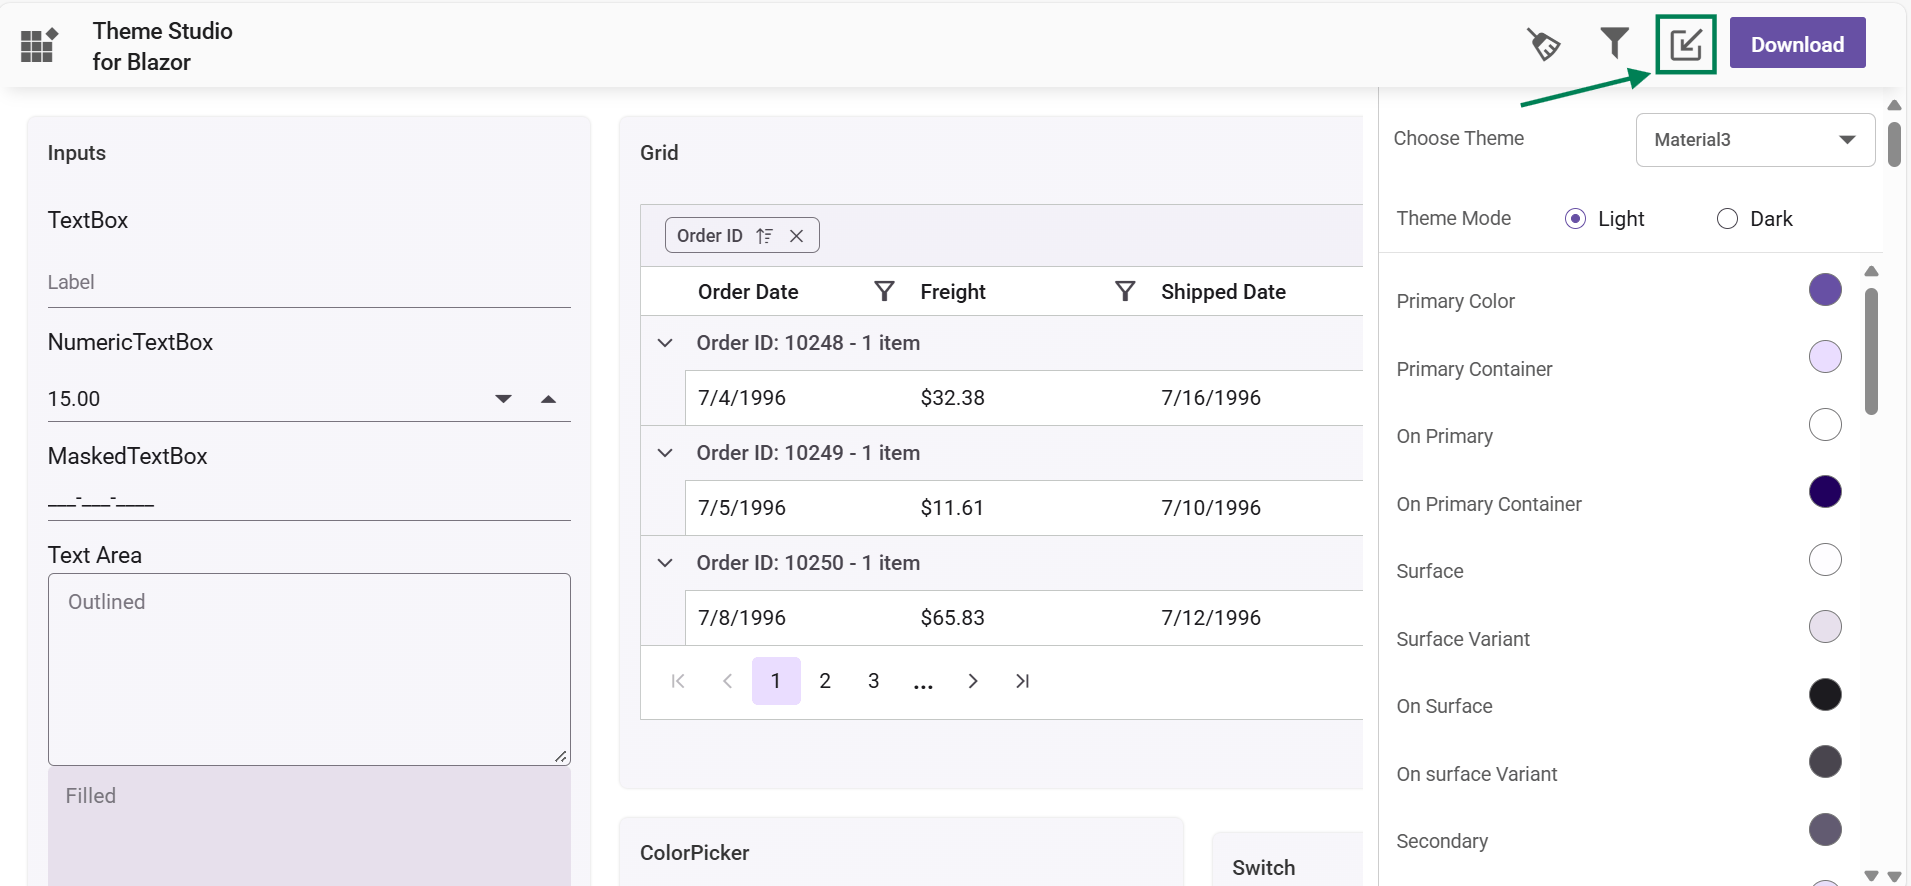 Theme Studio
for Blazor
Download
Inputs
TextBox
Label
NumericTextBox
15.00
MaskedTextBox
___-___-____
Text Area
Outlined
Filled
Grid
Order ID
Order Date Freight Shipped Date
Order ID: 10248 - 1 item
7/4/1996 $32.38 7/16/1996
Order ID: 10249 - 1 item
7/5/1996 $11.61 7/10/1996
Order ID: 10250 - 1 item
7/8/1996 $65.83 7/12/1996
1 2 3 ...
ColorPicker
Switch
Choose Theme Material3
Theme Mode Light Dark
Primary Color
Primary Container
On Primary
On Primary Container
Surface
Surface Variant
On Surface
On surface Variant
Secondary